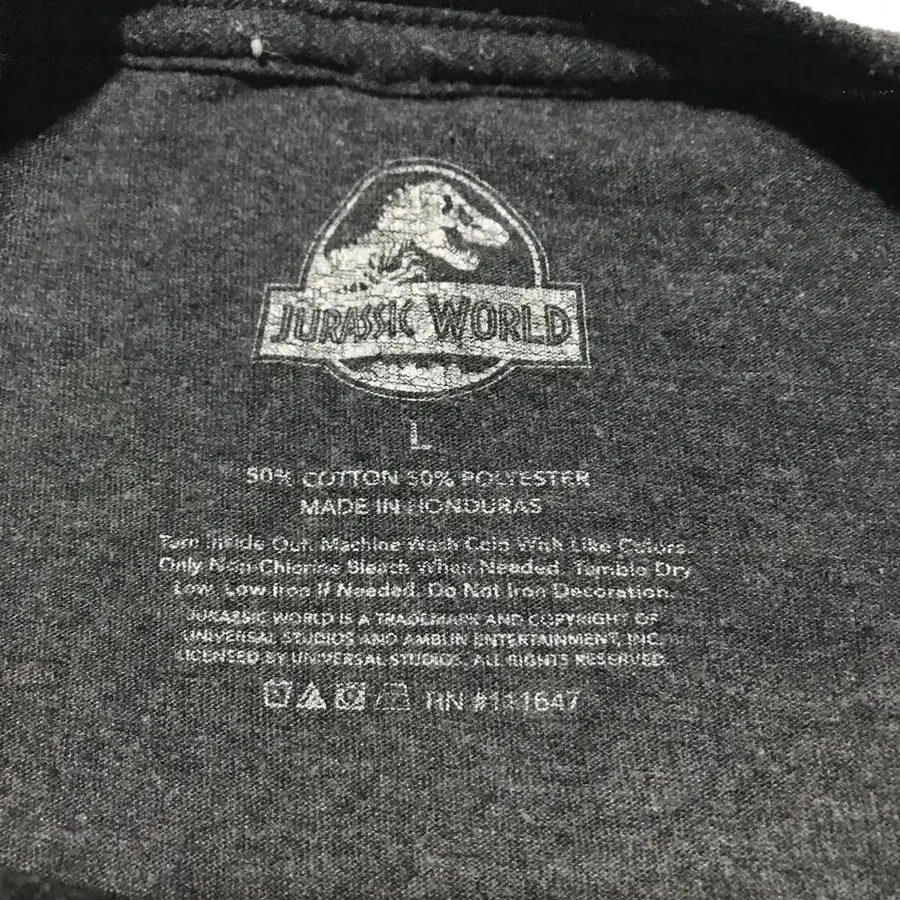 JURASSIC WORLD
L
50% COTTON 50% POLYESTER
MADE IN HONDURAS
Turn Inside Out. Machine Wash Cold With Like Colors.
Only Non-Chlorine Bleach When Needed. Tumble Dry
Low. Low Iron If Needed. Do Not Iron Decoration.
JURASSIC WORLD IS A TRADEMARK AND COPYRIGHT OF
UNIVERSAL STUDIOS AND AMBLIN ENTERTAINMENT, INC.
LICENSED BY UNIVERSAL STUDIOS. ALL RIGHTS RESERVED.
RN #111647